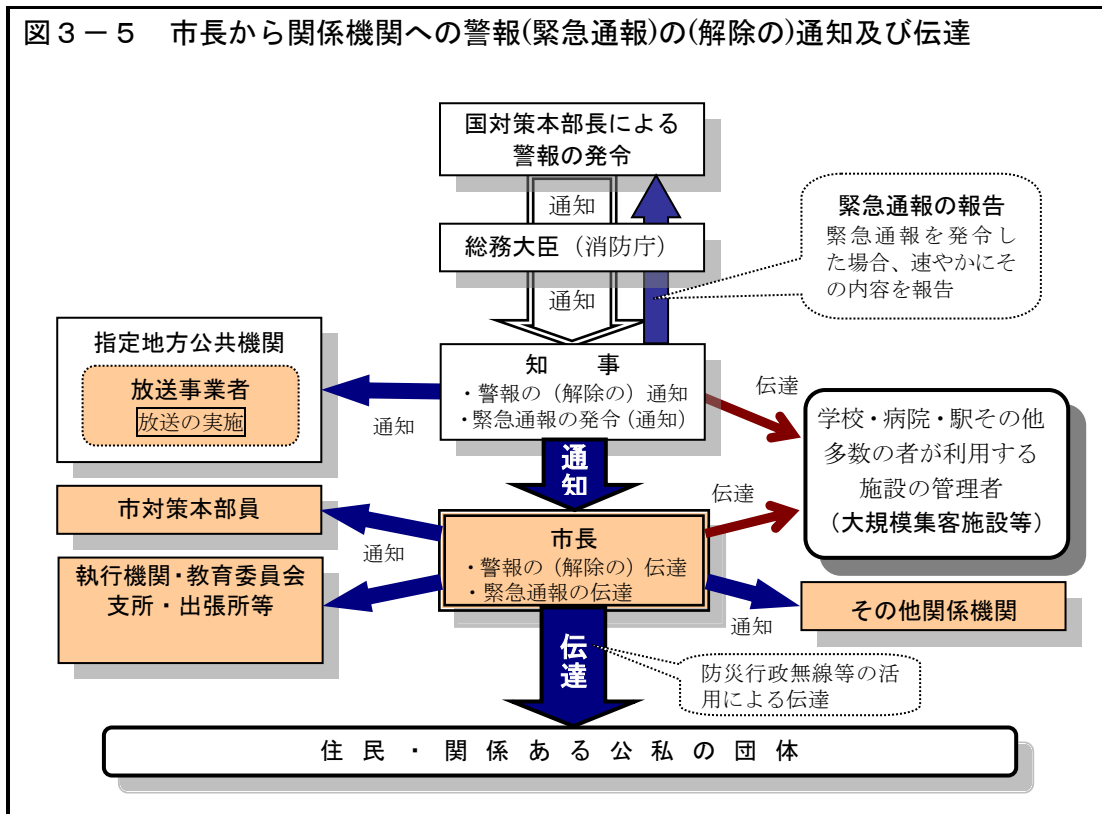 図３－５　市長から関係機関への警報(緊急通報)の(解除の)通知及び伝達
国対策本部長による
警報の発令
通知
総務大臣（消防庁）
通知
緊急通報の報告
緊急通報を発令し
た場合、速やかにそ
の内容を報告
指定地方公共機関
放送事業者
放送の実施
通知
知　事
・警報の（解除の）通知
・緊急通報の発令（通知）
伝達
学校・病院・駅その他
多数の者が利用する
施設の管理者
（大規模集客施設等）
通知
伝達
市対策本部員
通知
執行機関・教育委員会
支所・出張所等
市長
・警報の（解除の）伝達
・緊急通報の伝達
通知
その他関係機関
伝達
防災行政無線等の活
用による伝達
住民・関係ある公私の団体